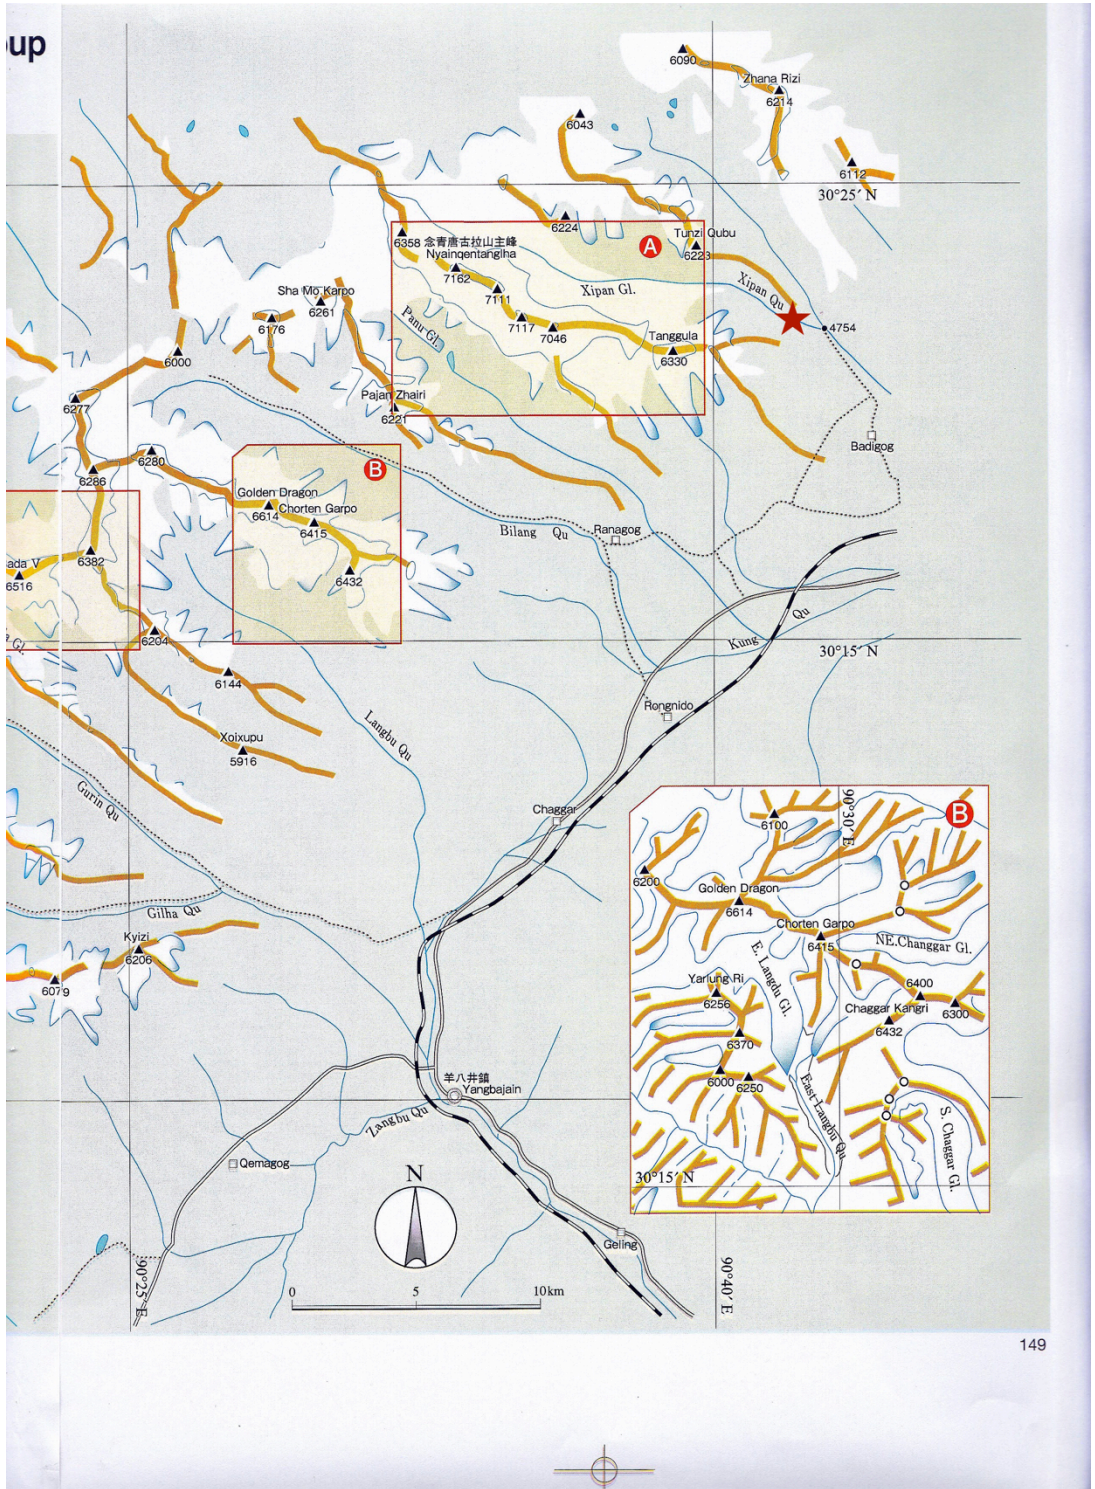 oup
6090
Zhana Rizi
6214
6043
6112
30°25′ N
6224
A
Tunzi Qubu
6223
6358
念青唐古拉山主峰
Nyainqentanglha
7162
7111
Xipan Gl.
Xipan Qu
4754
Sha Mo Karpo
6261
6176
Panu Gl.
7117
7046
Tanggula
6330
6000
6277
Pajan Zhairi
6221
Badigog
6280
6286
B
Golden Dragon
6614
Chorten Garpo
6415
Bilang Qu
Ranagog
6382
ada V
6516
6432
Gl.
6204
Kung Qu
30°15′ N
6144
Rongnido
Xoixupu
5916
Langbu Qu
Gurin Qu
Chaggar
90°30′ E
B
6100
6200
Golden Dragon
6614
Chorten Garpo
6415
NE.Changgar Gl.
E. Langdu Gl.
Yarlung Ri
6256
6400
6300
Chaggar Kangri
6432
6370
6000
6250
East Langbu Qu
S. Chaggar Gl.
30°15′ N
Gilha Qu
Kyizi
6206
6079
羊八井鎮
Yangbajain
Zangbu Qu
Qemagog
N
Geling
90°25′ E
90°40′ E
0 5 10km
149